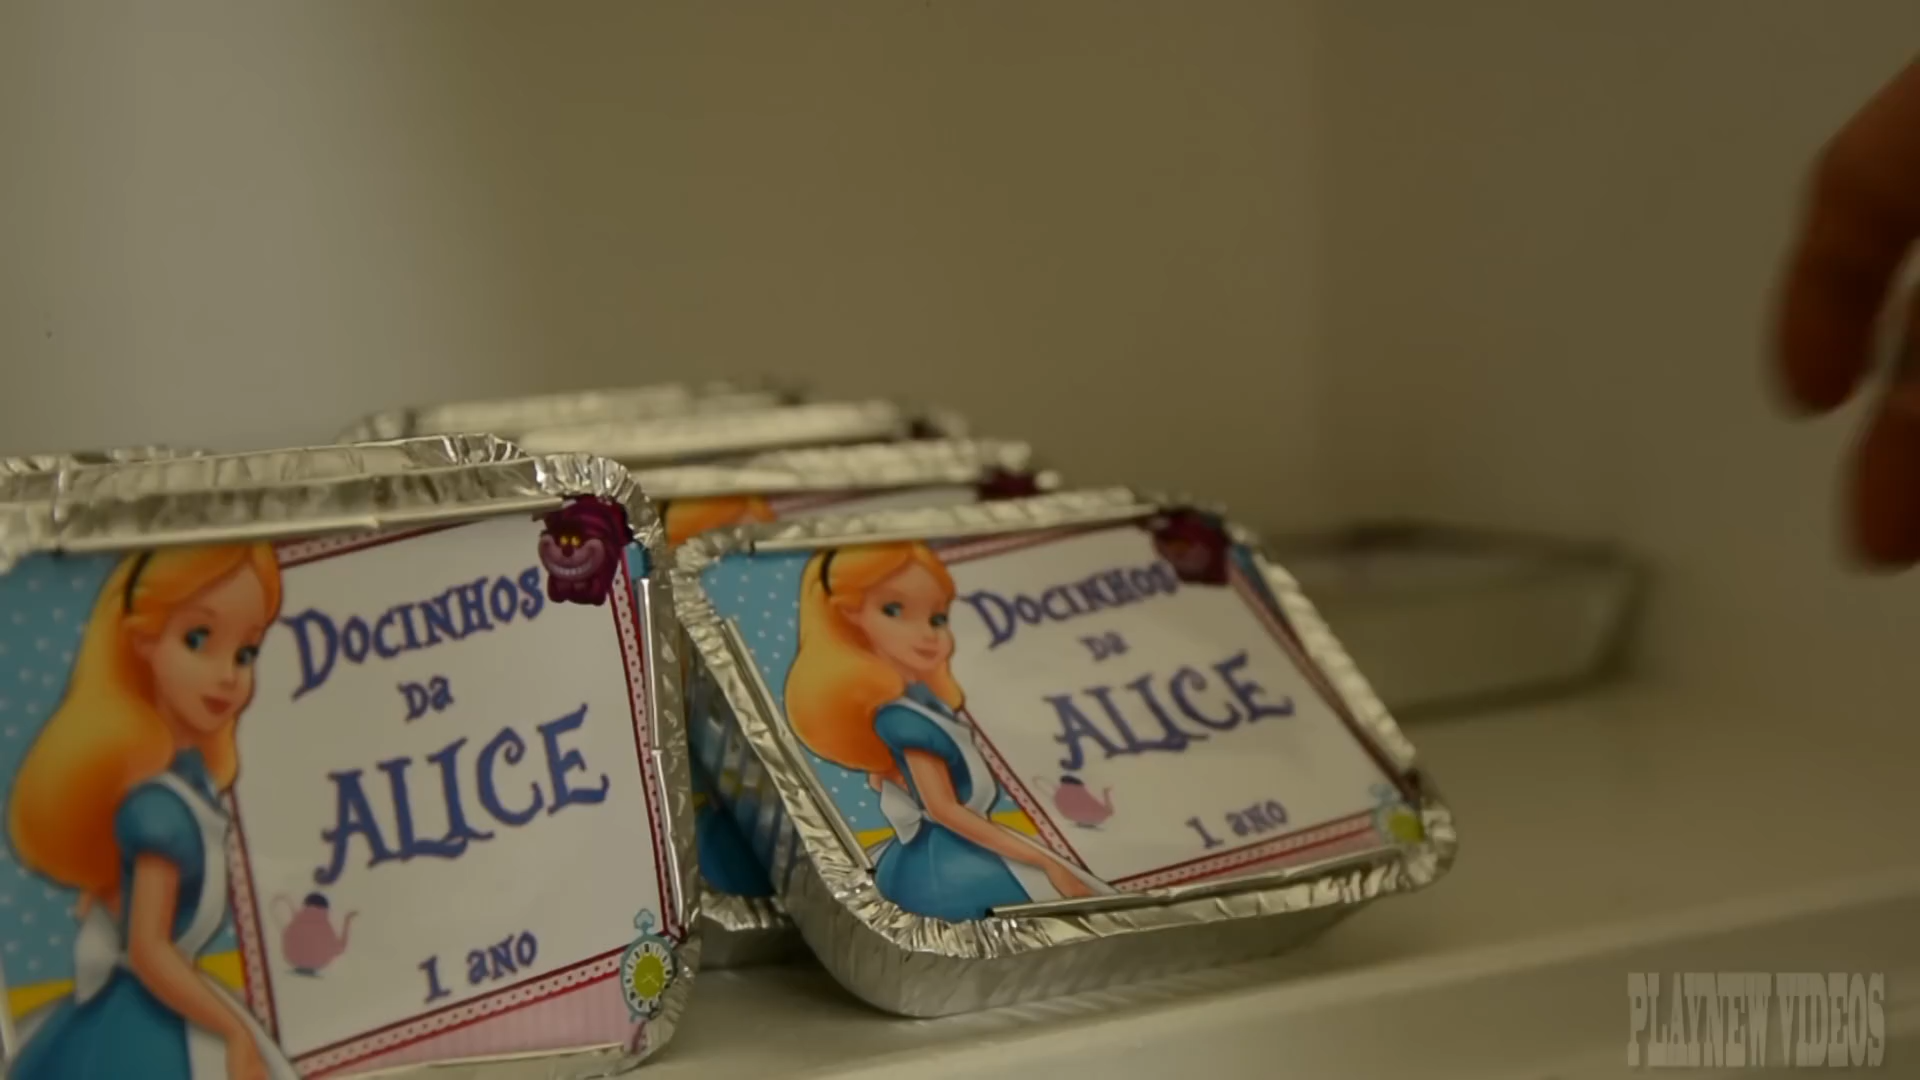 DOCINHOS
DA
ALICE
1 ANO
DOCINHOS
DA
ALICE
1 ANO
PLAYNEW VIDEOS